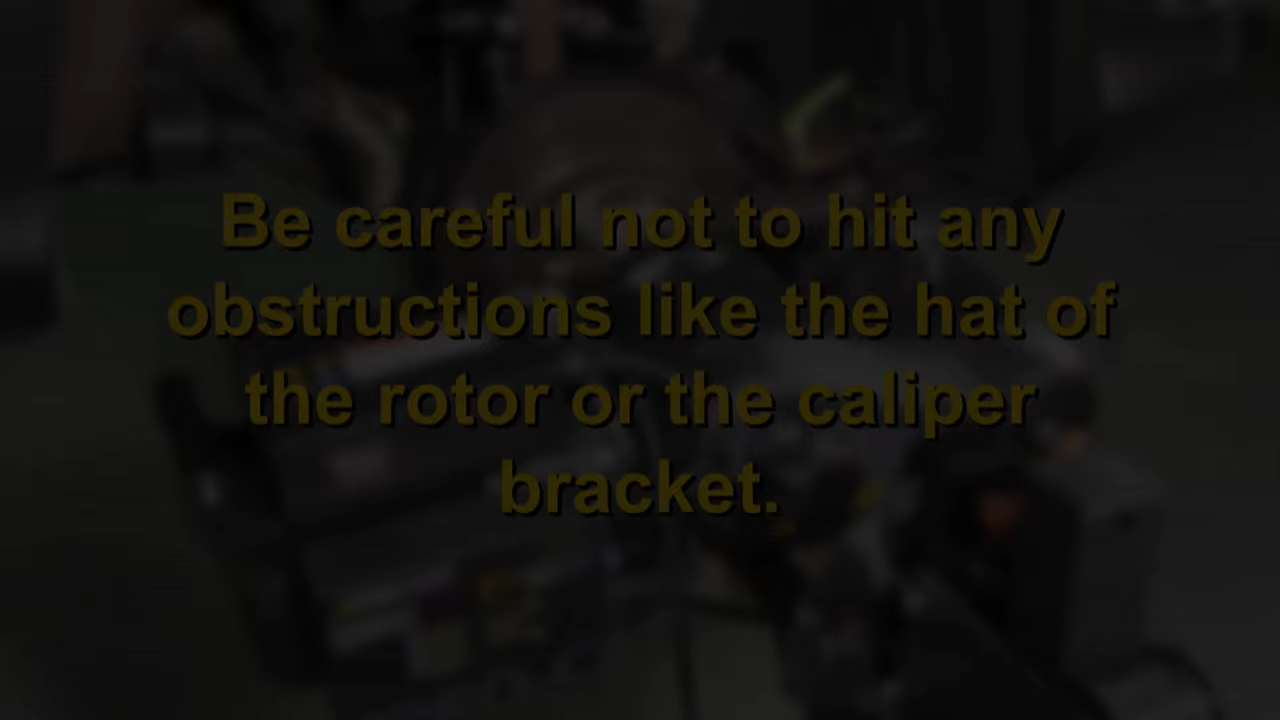 Be careful not to hit any
obstructions like the hat of
the rotor or the caliper
bracket.